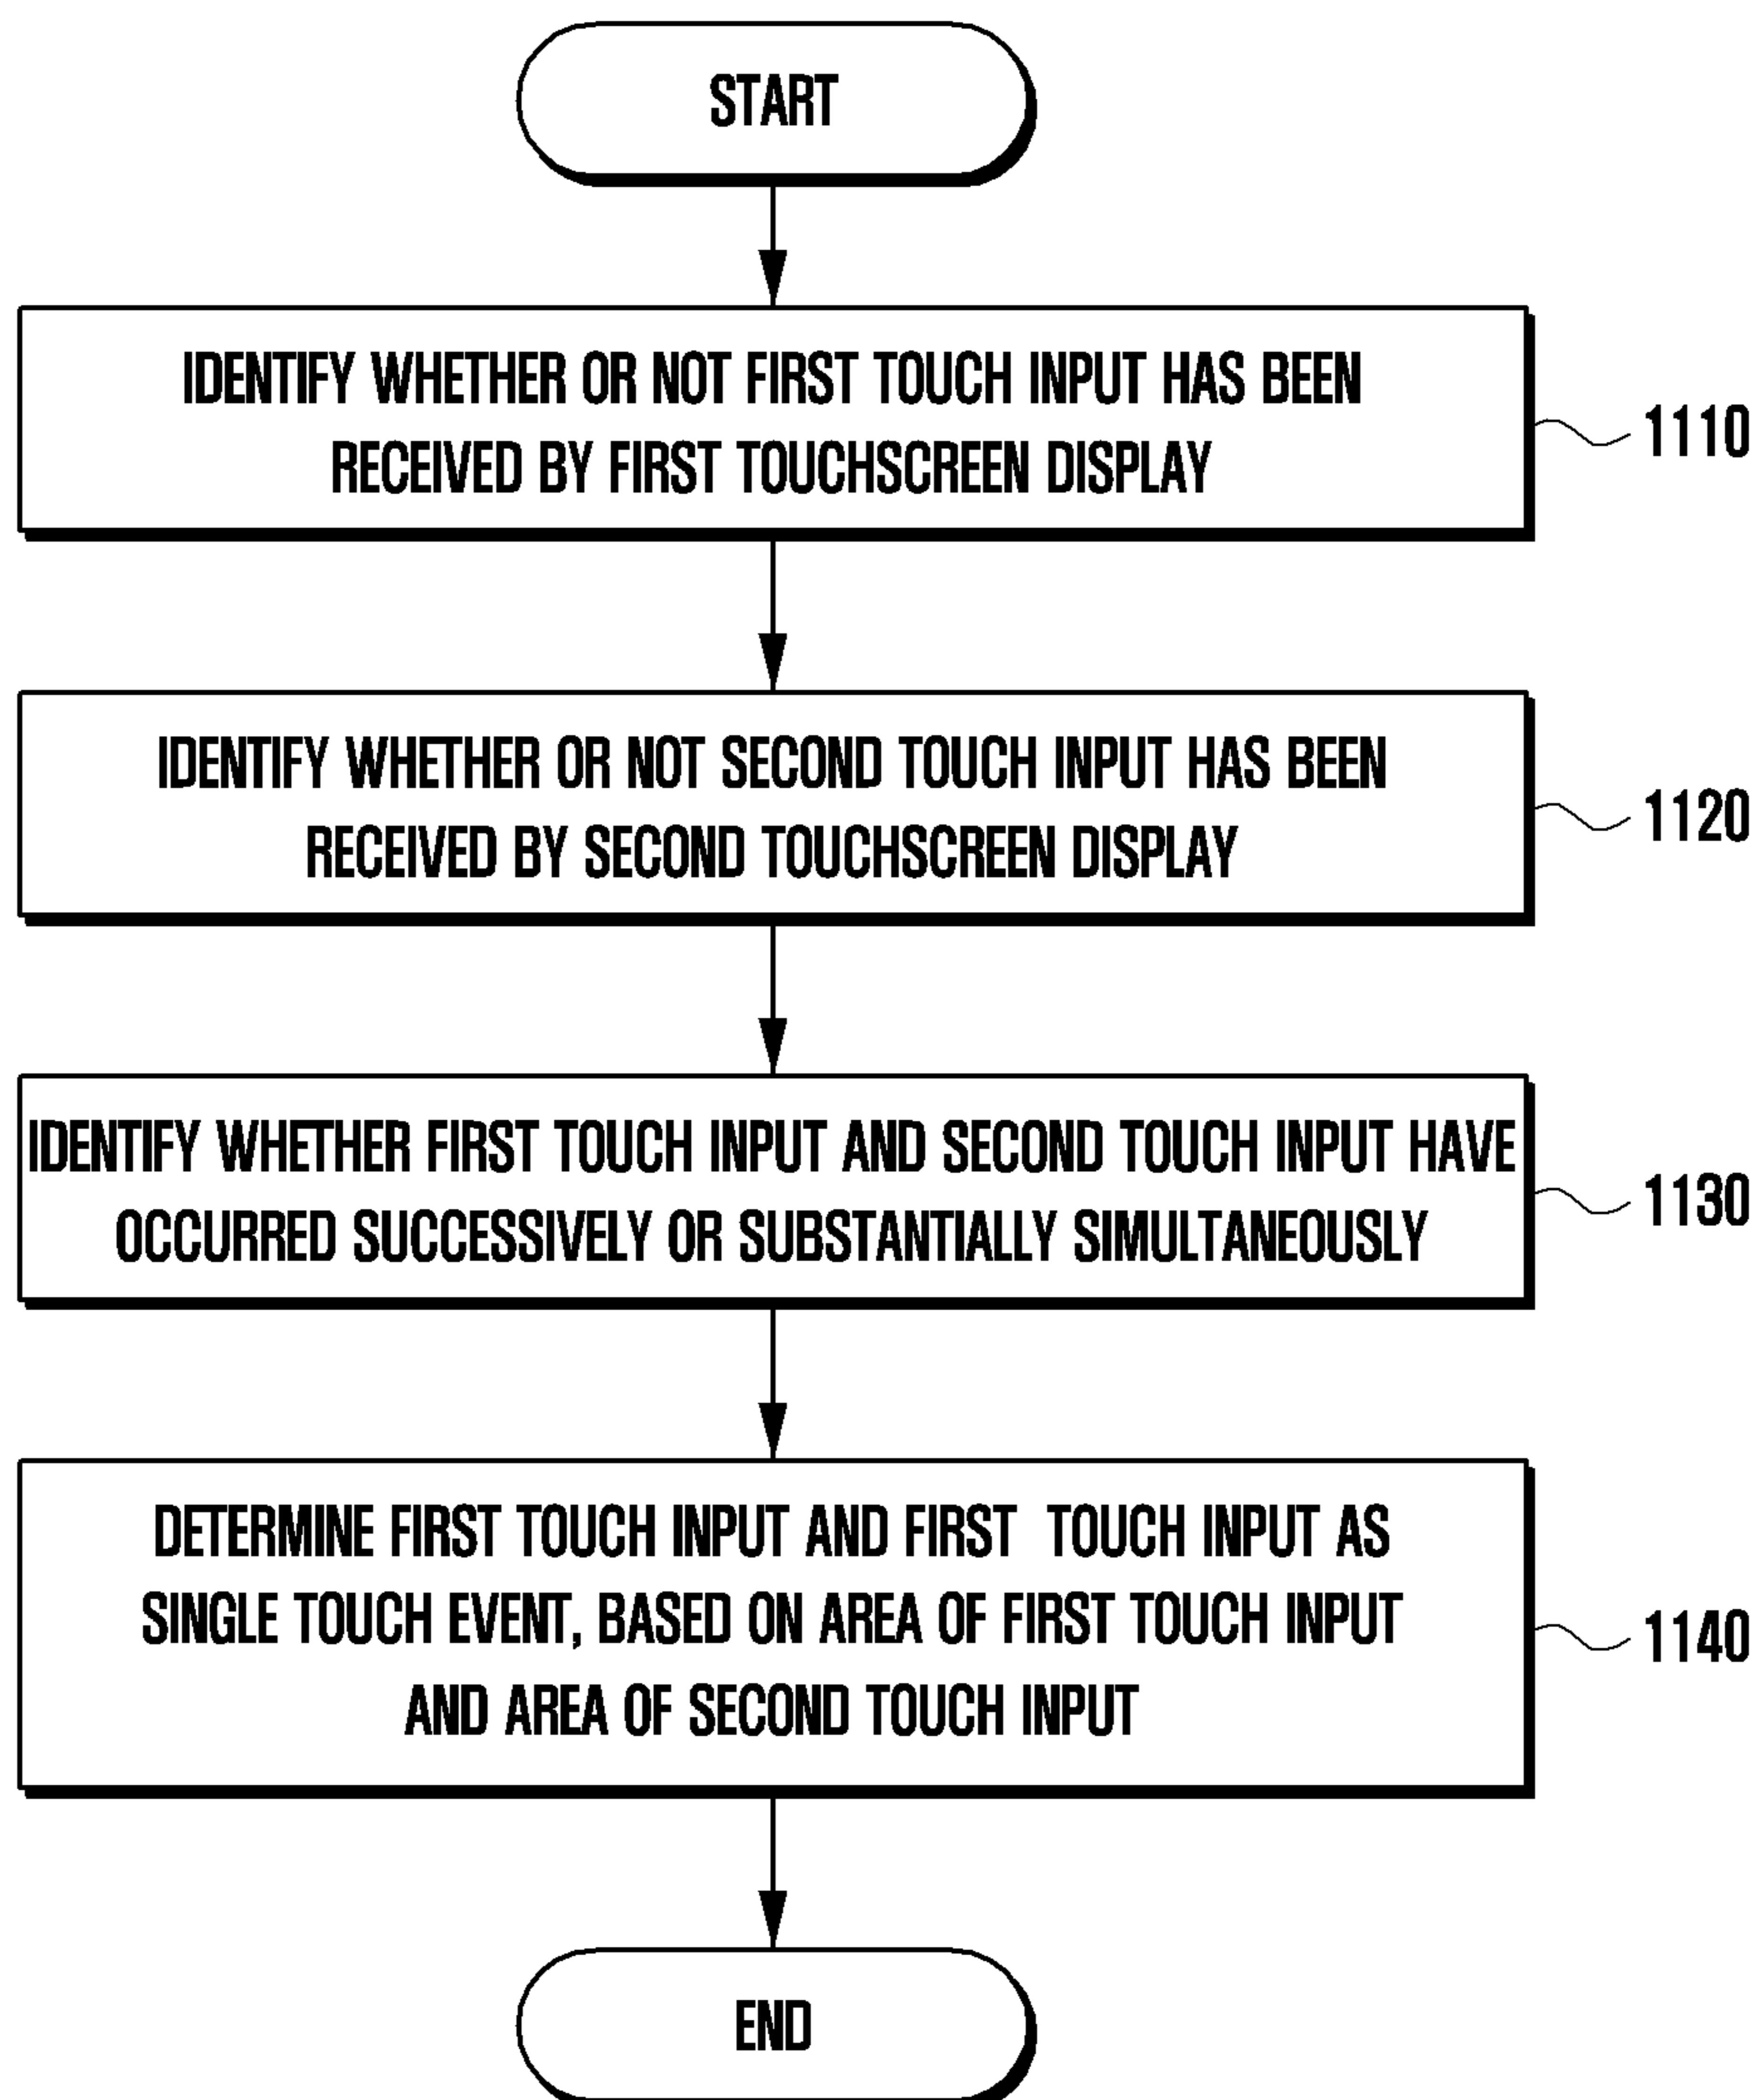 START
IDENTIFY WHETHER OR NOT FIRST TOUCH INPUT HAS BEEN
RECEIVED BY FIRST TOUCHSCREEN DISPLAY
1110
IDENTIFY WHETHER OR NOT SECOND TOUCH INPUT HAS BEEN
RECEIVED BY SECOND TOUCHSCREEN DISPLAY
1120
IDENTIFY WHETHER FIRST TOUCH INPUT AND SECOND TOUCH INPUT HAVE
OCCURRED SUCCESSIVELY OR SUBSTANTIALLY SIMULTANEOUSLY
1130
DETERMINE FIRST TOUCH INPUT AND FIRST TOUCH INPUT AS
SINGLE TOUCH EVENT, BASED ON AREA OF FIRST TOUCH INPUT
AND AREA OF SECOND TOUCH INPUT
1140
END